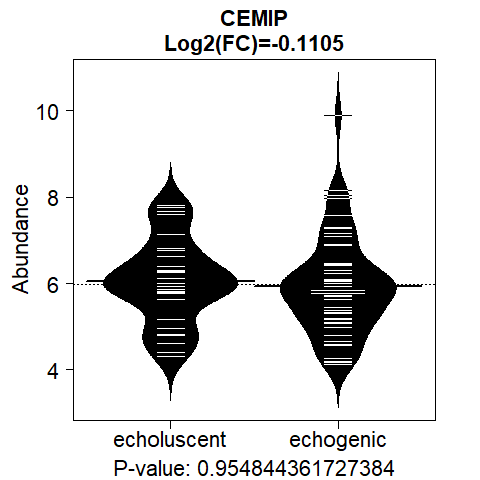 CEMIP
Log2(FC)=-0.1105
Abundance
10
8
6
4
echoluscent echogenic
P-value: 0.954844361727384